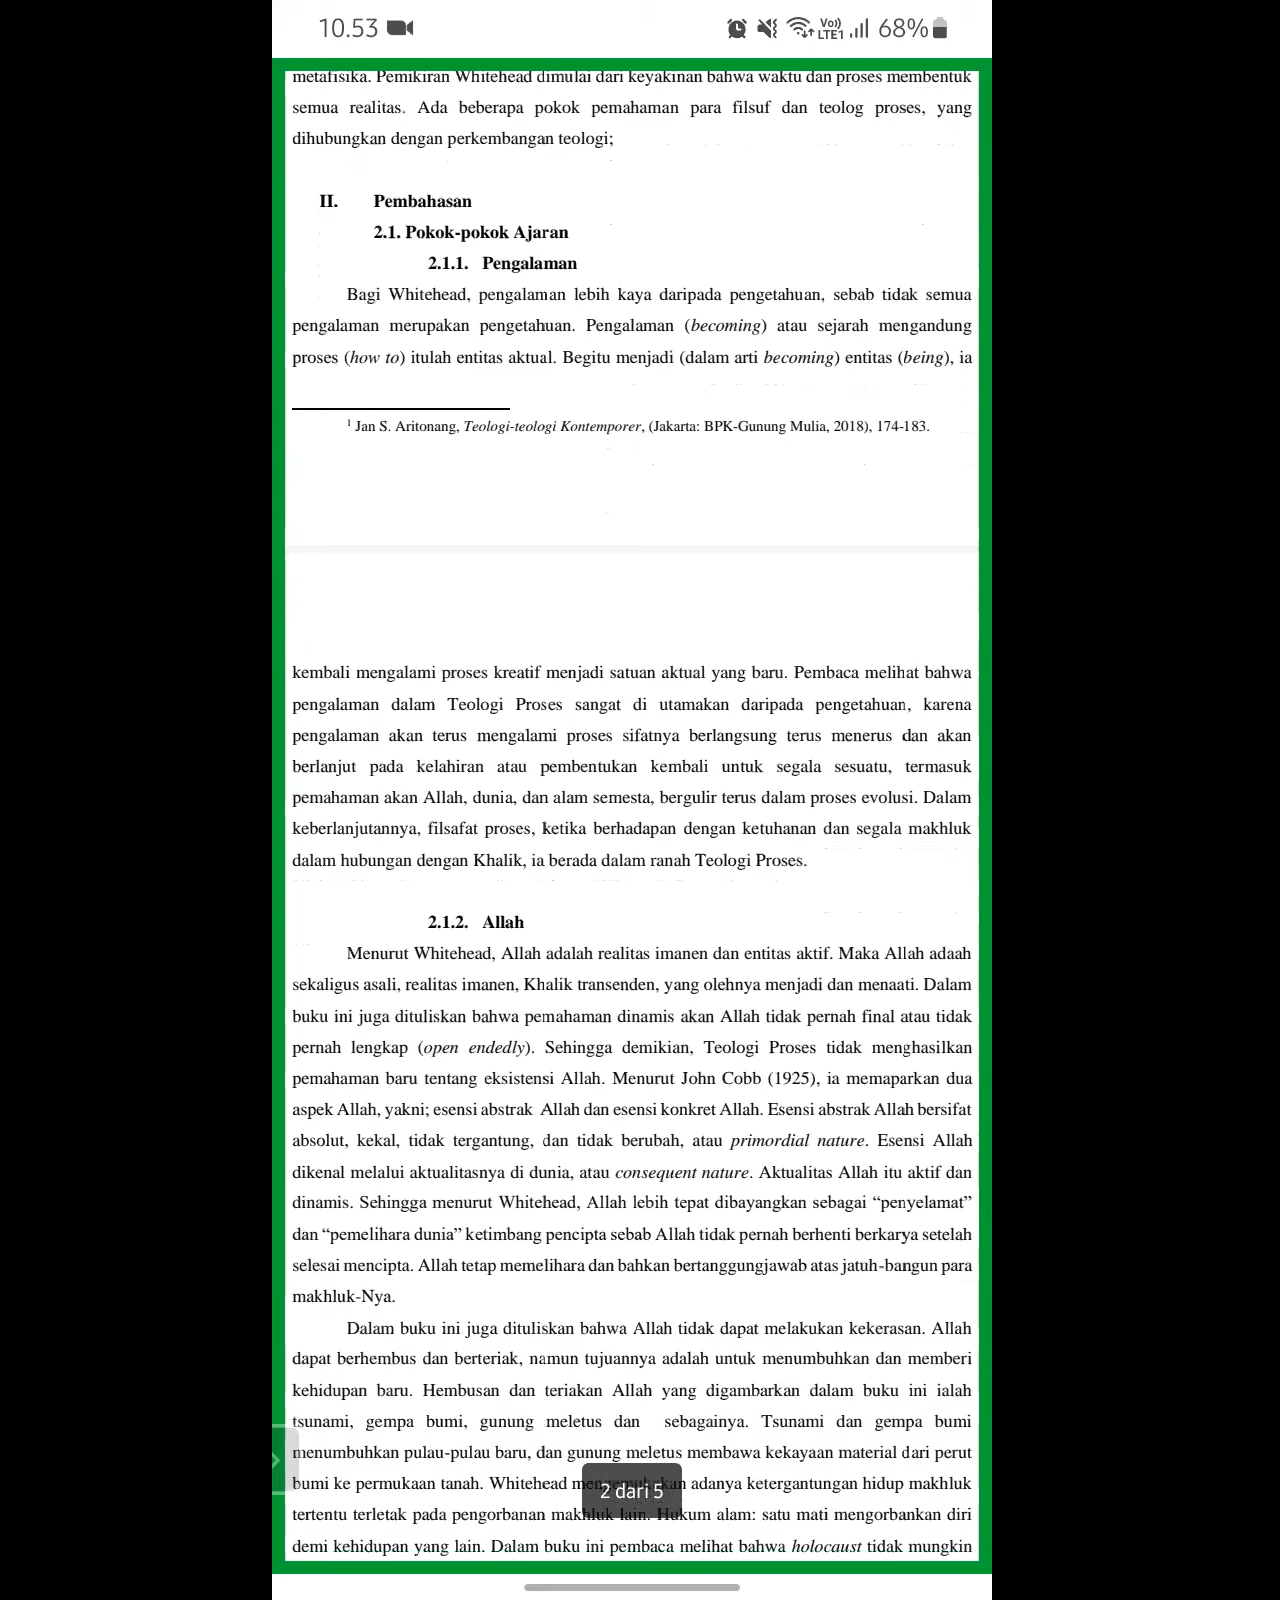 10.53
Vo)) LTE1 68%
metafisika. Pemikiran Whitehead dimulai dari keyakinan bahwa waktu dan proses membentuk
semua realitas. Ada beberapa pokok pemahaman para filsuf dan teolog proses, yang
dihubungkan dengan perkembangan teologi;
II. Pembahasan
2.1. Pokok-pokok Ajaran
2.1.1. Pengalaman
Bagi Whitehead, pengalaman lebih kaya daripada pengetahuan, sebab tidak semua
pengalaman merupakan pengetahuan. Pengalaman (becoming) atau sejarah mengandung
proses (how to) itulah entitas aktual. Begitu menjadi (dalam arti becoming) entitas (being), ia
1 Jan S. Aritonang, Teologi-teologi Kontemporer, (Jakarta: BPK-Gunung Mulia, 2018), 174-183.
kembali mengalami proses kreatif menjadi satuan aktual yang baru. Pembaca melihat bahwa
pengalaman dalam Teologi Proses sangat di utamakan daripada pengetahuan, karena
pengalaman akan terus mengalami proses sifatnya berlangsung terus menerus dan akan
berlanjut pada kelahiran atau pembentukan kembali untuk segala sesuatu, termasuk
pemahaman akan Allah, dunia, dan alam semesta, bergulir terus dalam proses evolusi. Dalam
keberlanjutannya, filsafat proses, ketika berhadapan dengan ketuhanan dan segala makhluk
dalam hubungan dengan Khalik, ia berada dalam ranah Teologi Proses.
2.1.2. Allah
Menurut Whitehead, Allah adalah realitas imanen dan entitas aktif. Maka Allah adaah
sekaligus asali, realitas imanen, Khalik transenden, yang olehnya menjadi dan menaati. Dalam
buku ini juga dituliskan bahwa pemahaman dinamis akan Allah tidak pernah final atau tidak
pernah lengkap (open endedly). Sehingga demikian, Teologi Proses tidak menghasilkan
pemahaman baru tentang eksistensi Allah. Menurut John Cobb (1925), ia memaparkan dua
aspek Allah, yakni; esensi abstrak Allah dan esensi konkret Allah. Esensi abstrak Allah bersifat
absolut, kekal, tidak tergantung, dan tidak berubah, atau primordial nature. Esensi Allah
dikenal melalui aktualitasnya di dunia, atau consequent nature. Aktualitas Allah itu aktif dan
dinamis. Sehingga menurut Whitehead, Allah lebih tepat dibayangkan sebagai “penyelamat”
dan “pemelihara dunia” ketimbang pencipta sebab Allah tidak pernah berhenti berkarya setelah
selesai mencipta. Allah tetap memelihara dan bahkan bertanggungjawab atas jatuh-bangun para
makhluk-Nya.
Dalam buku ini juga dituliskan bahwa Allah tidak dapat melakukan kekerasan. Allah
dapat berhembus dan berteriak, namun tujuannya adalah untuk menumbuhkan dan memberi
kehidupan baru. Hembusan dan teriakan Allah yang digambarkan dalam buku ini ialah
tsunami, gempa bumi, gunung meletus dan sebagainya. Tsunami dan gempa bumi
menumbuhkan pulau-pulau baru, dan gunung meletus membawa kekayaan material dari perut
bumi ke permukaan tanah. Whitehead adanya ketergantungan hidup makhluk
2 dari 5
tertentu terletak pada pengorbanan makhluk lain. Hukum alam: satu mati mengorbankan diri
demi kehidupan yang lain. Dalam buku ini pembaca melihat bahwa holocaust tidak mungkin